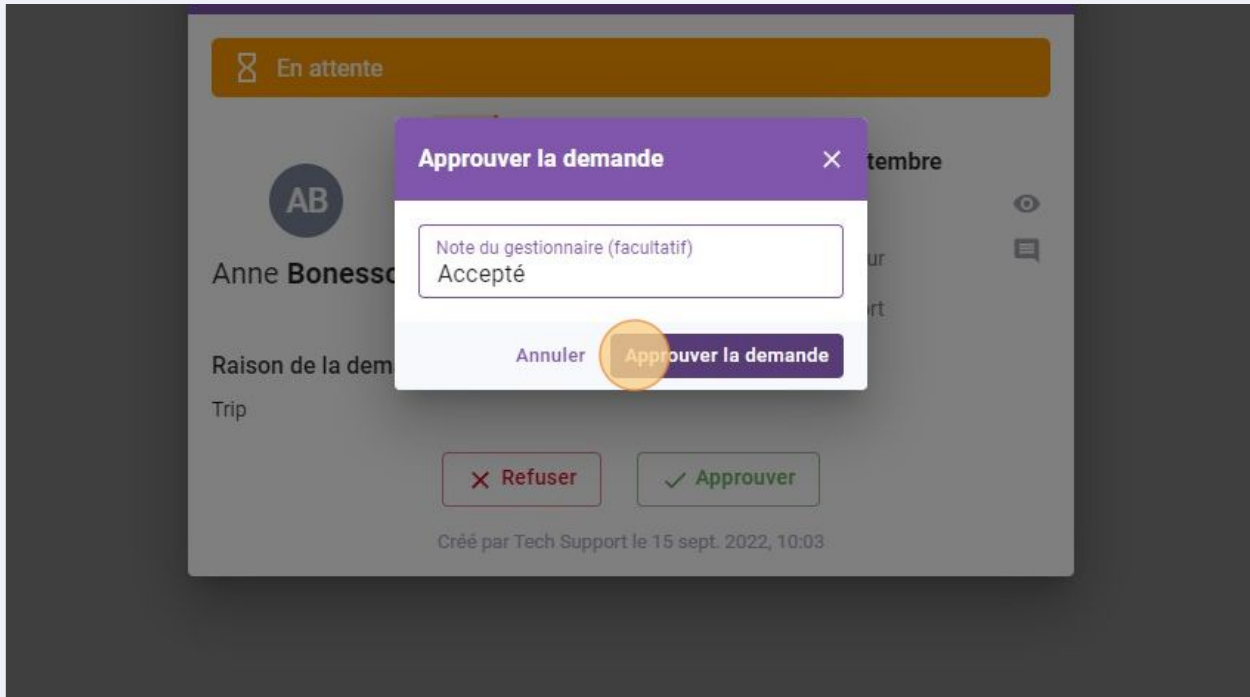 En attente
Approuver la demande
tembre
AB
Note du gestionnaire (facultatif)
Accepté
ur
Anne Bonesso
rt
Annuler Approuver la demande
Raison de la dem
Trip
Refuser Approuver
Créé par Tech Support le 15 sept. 2022, 10:03